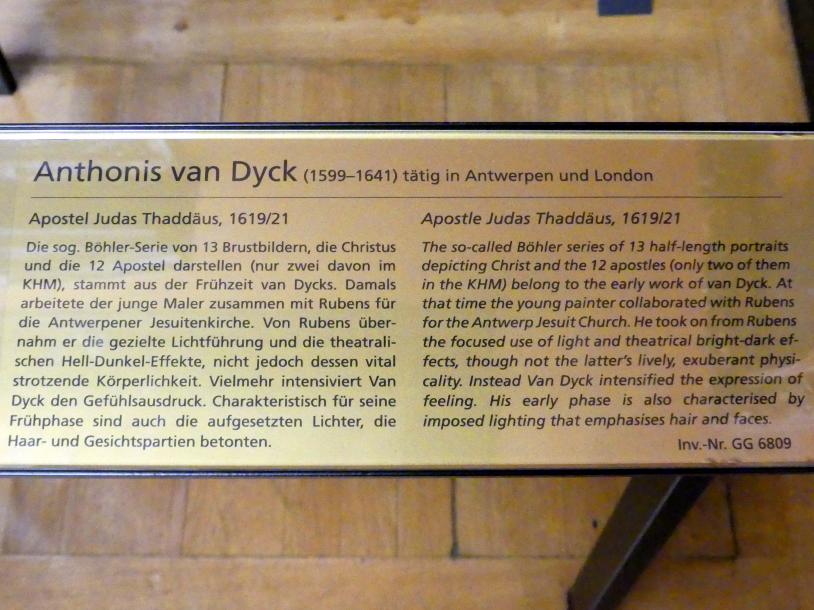 Anthonis van Dyck (1599–1641) tätig in Antwerpen und London
Apostel Judas Thaddäus, 1619/21
Die sog. Böhler-Serie von 13 Brustbildern, die Christus
und die 12 Apostel darstellen (nur zwei davon im
KHM), stammt aus der Frühzeit van Dycks. Damals
arbeitete der junge Maler zusammen mit Rubens für
die Antwerpener Jesuitenkirche. Von Rubens über-
nahm er die gezielte Lichtführung und die theatrali-
schen Hell-Dunkel-Effekte, nicht jedoch dessen vital
strotzende Körperlichkeit. Vielmehr intensiviert Van
Dyck den Gefühlsausdruck. Charakteristisch für seine
Frühphase sind auch die aufgesetzten Lichter, die
Haar- und Gesichtspartien betonten.
Apostle Judas Thaddäus, 1619/21
The so-called Böhler series of 13 half-length portraits
depicting Christ and the 12 apostles (only two of them
in the KHM) belong to the early work of van Dyck. At
that time the young painter collaborated with Rubens
for the Antwerp Jesuit Church. He took on from Rubens
the focused use of light and theatrical bright-dark ef-
fects, though not the latter's lively, exuberant physi-
cality. Instead Van Dyck intensified the expression of
feeling. His early phase is also characterised by
imposed lighting that emphasises hair and faces.
Inv.-Nr. GG 6809